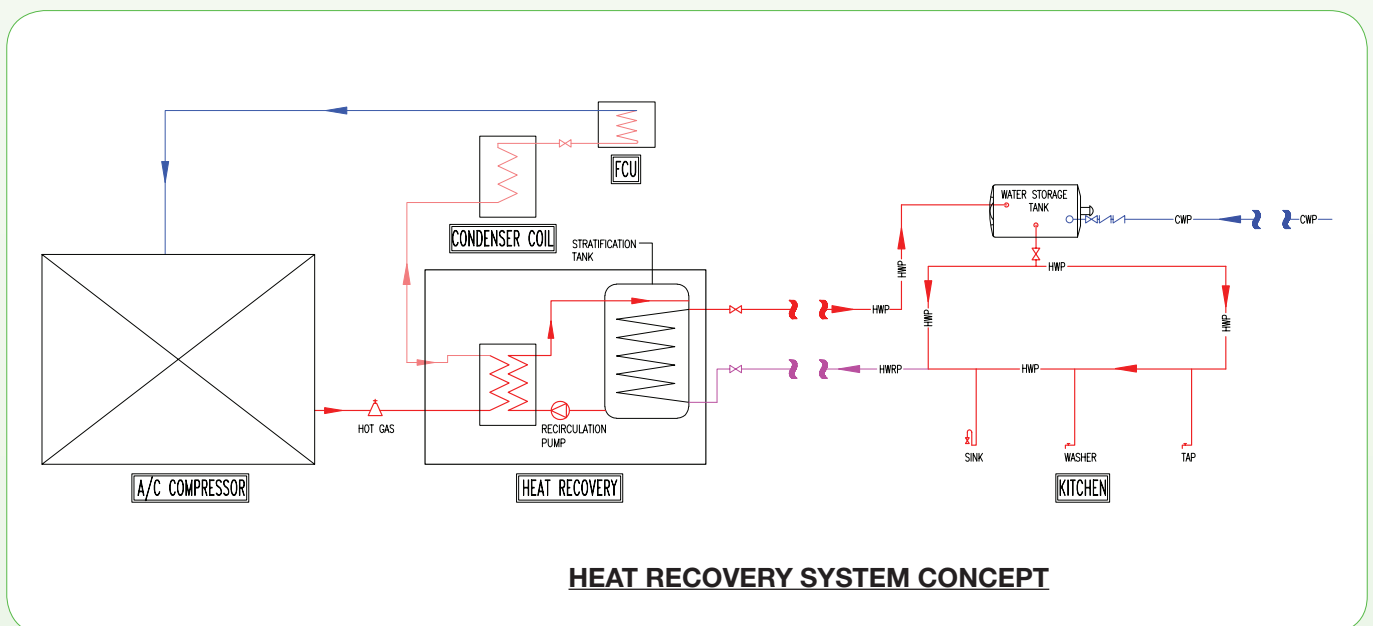 FCU
CONDENSER COIL
STRATIFICATION
TANK
WATER STORAGE
TANK
CWP
CWP
HWP
HWP
HWP
HWP
HWP
HWRP
HWP
HOT GAS
RECIRCULATION
PUMP
SINK
WASHER
TAP
A/C COMPRESSOR
HEAT RECOVERY
KITCHEN
HEAT RECOVERY SYSTEM CONCEPT